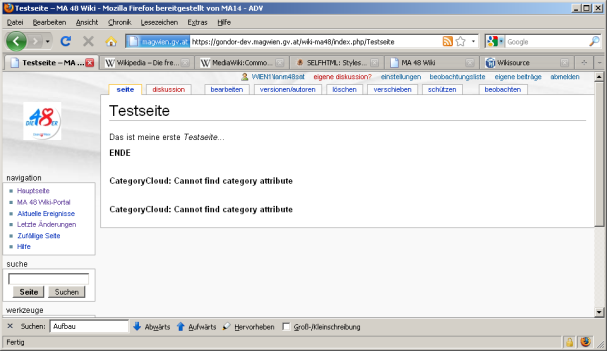 Testseite – MA 48 Wiki - Mozilla Firefox bereitgestellt von MA14 - ADV
Datei Bearbeiten Ansicht Chronik Lesezeichen Extras Hilfe
magwien.gv.at https://gondor-dev.magwien.gv.at/wiki-ma48/index.php/Testseite
Google
Testseite – MA ...
Wikipedia – Die fre...
MediaWiki:Commo...
SELFHTML: Styles...
MA 48 Wiki
Wikisource
eigene diskussion? einstellungen beobachtungsliste eigene beiträge abmelden
seite diskussion bearbeiten versionen/autoren löschen verschieben schützen beobachten
DIE 48 ER
Testseite
Das ist meine erste Testseite...
ENDE
CategoryCloud: Cannot find category attribute
CategoryCloud: Cannot find category attribute
navigation
Hauptseite
MA 48 Wiki-Portal
Aktuelle Ereignisse
Letzte Änderungen
Zufällige Seite
Hilfe
suche
Seite Suchen
werkzeuge
Suchen: Aufbau Abwärts Aufwärts Hervorheben Groß-/Kleinschreibung
Fertig